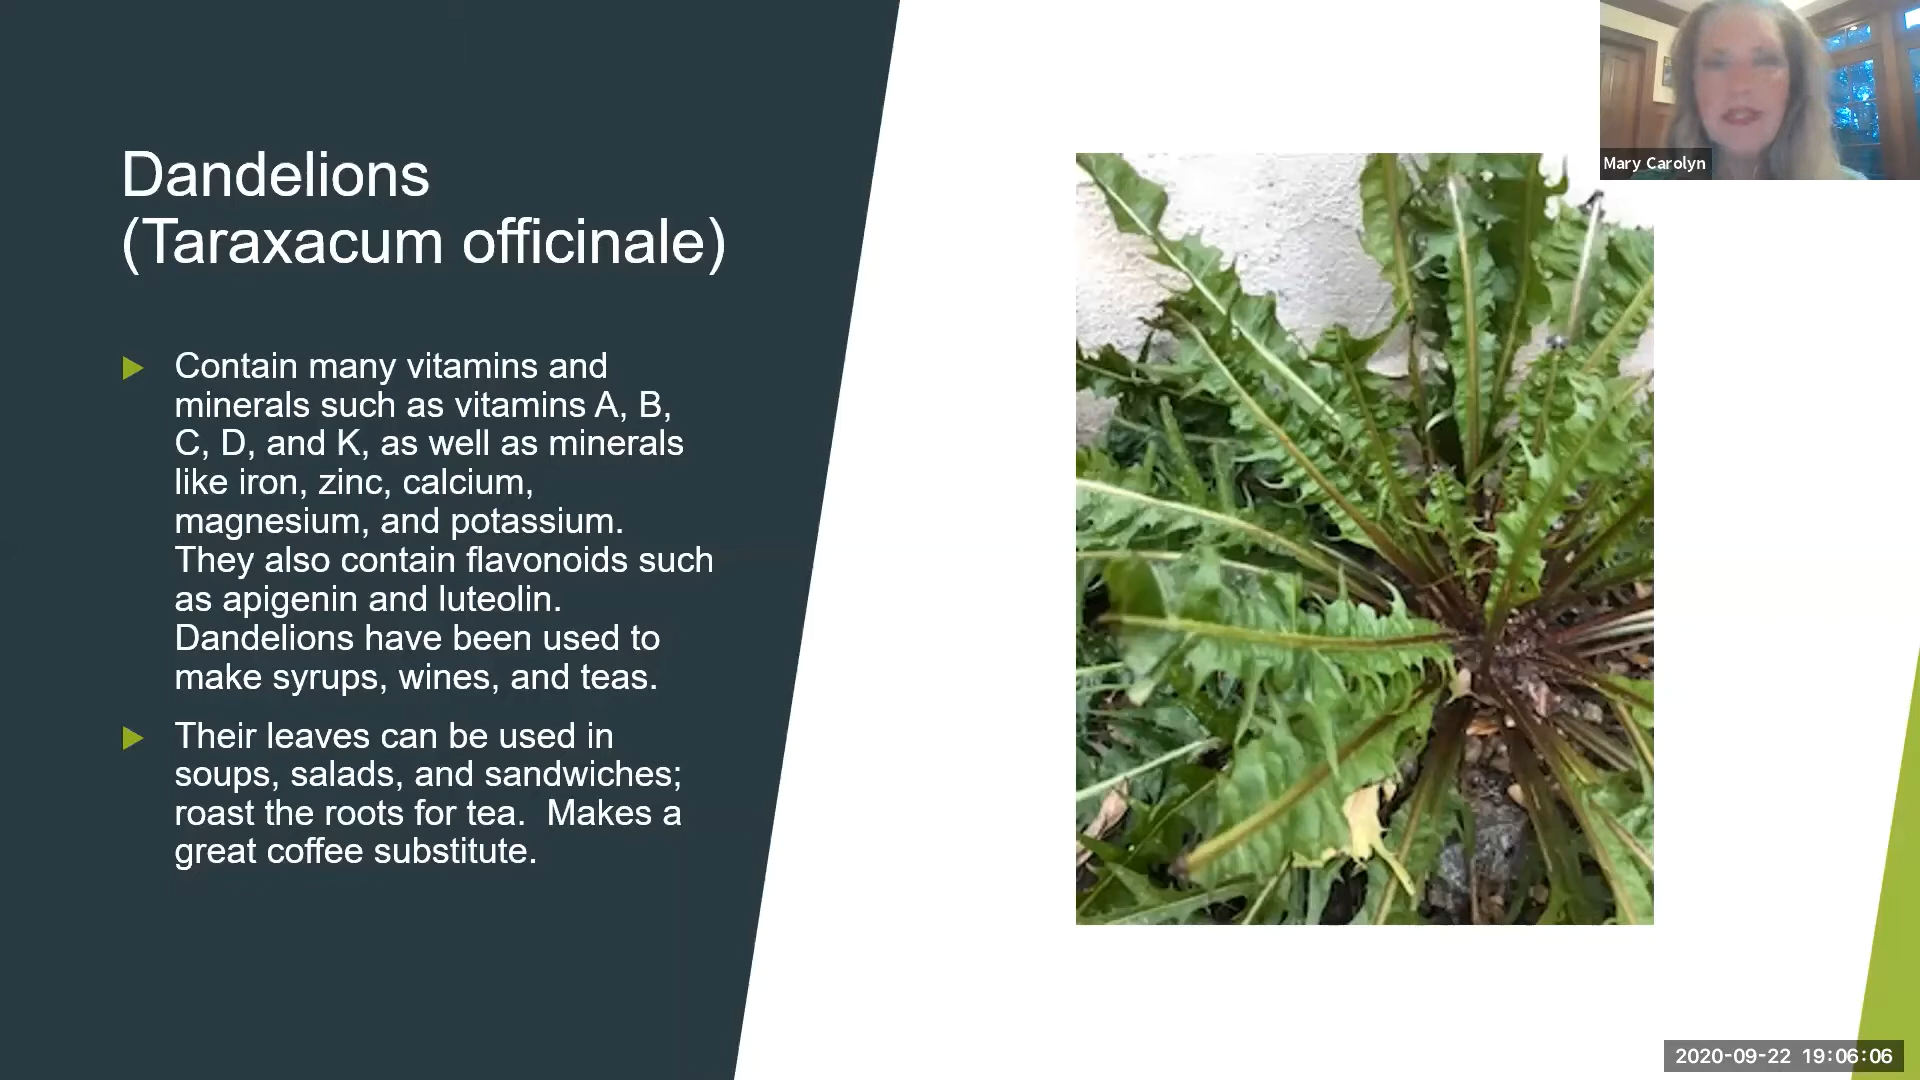 Dandelions
(Taraxacum officinale)
Contain many vitamins and
minerals such as vitamins A, B,
C, D, and K, as well as minerals
like iron, zinc, calcium,
magnesium, and potassium.
They also contain flavonoids such
as apigenin and luteolin.
Dandelions have been used to
make syrups, wines, and teas.
Their leaves can be used in
soups, salads, and sandwiches;
roast the roots for tea.  Makes a
great coffee substitute.
Mary Carolyn
2020-09-22 19:06:06